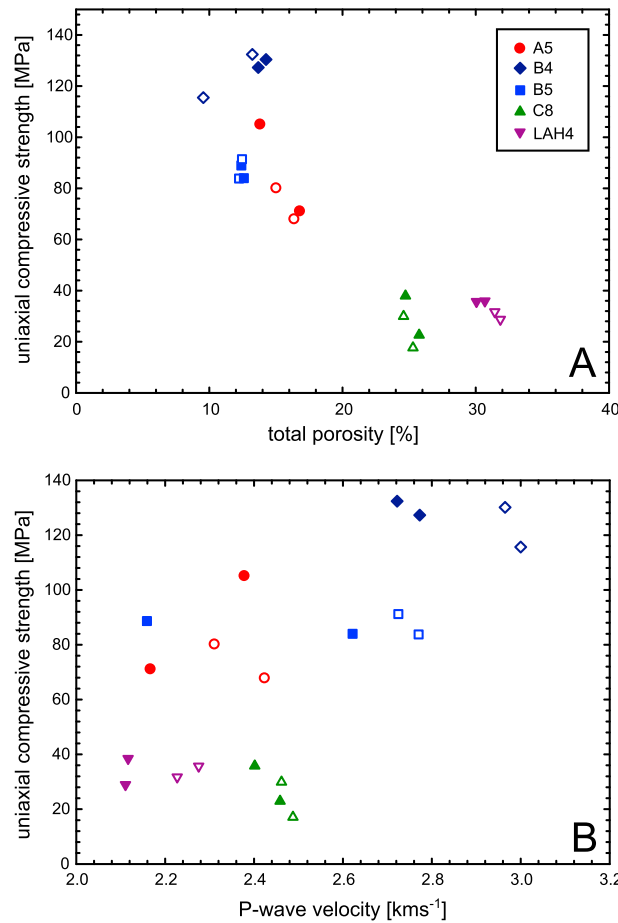 uniaxial compressive strength [MPa]
140
120
100
80
60
40
20
0
A5
B4
B5
C8
LAH4
A
0 10 20 30 40
total porosity [%]
uniaxial compressive strength [MPa]
140
120
100
80
60
40
20
0
B
2.0 2.2 2.4 2.6 2.8 3.0 3.2
P-wave velocity [kms⁻¹]